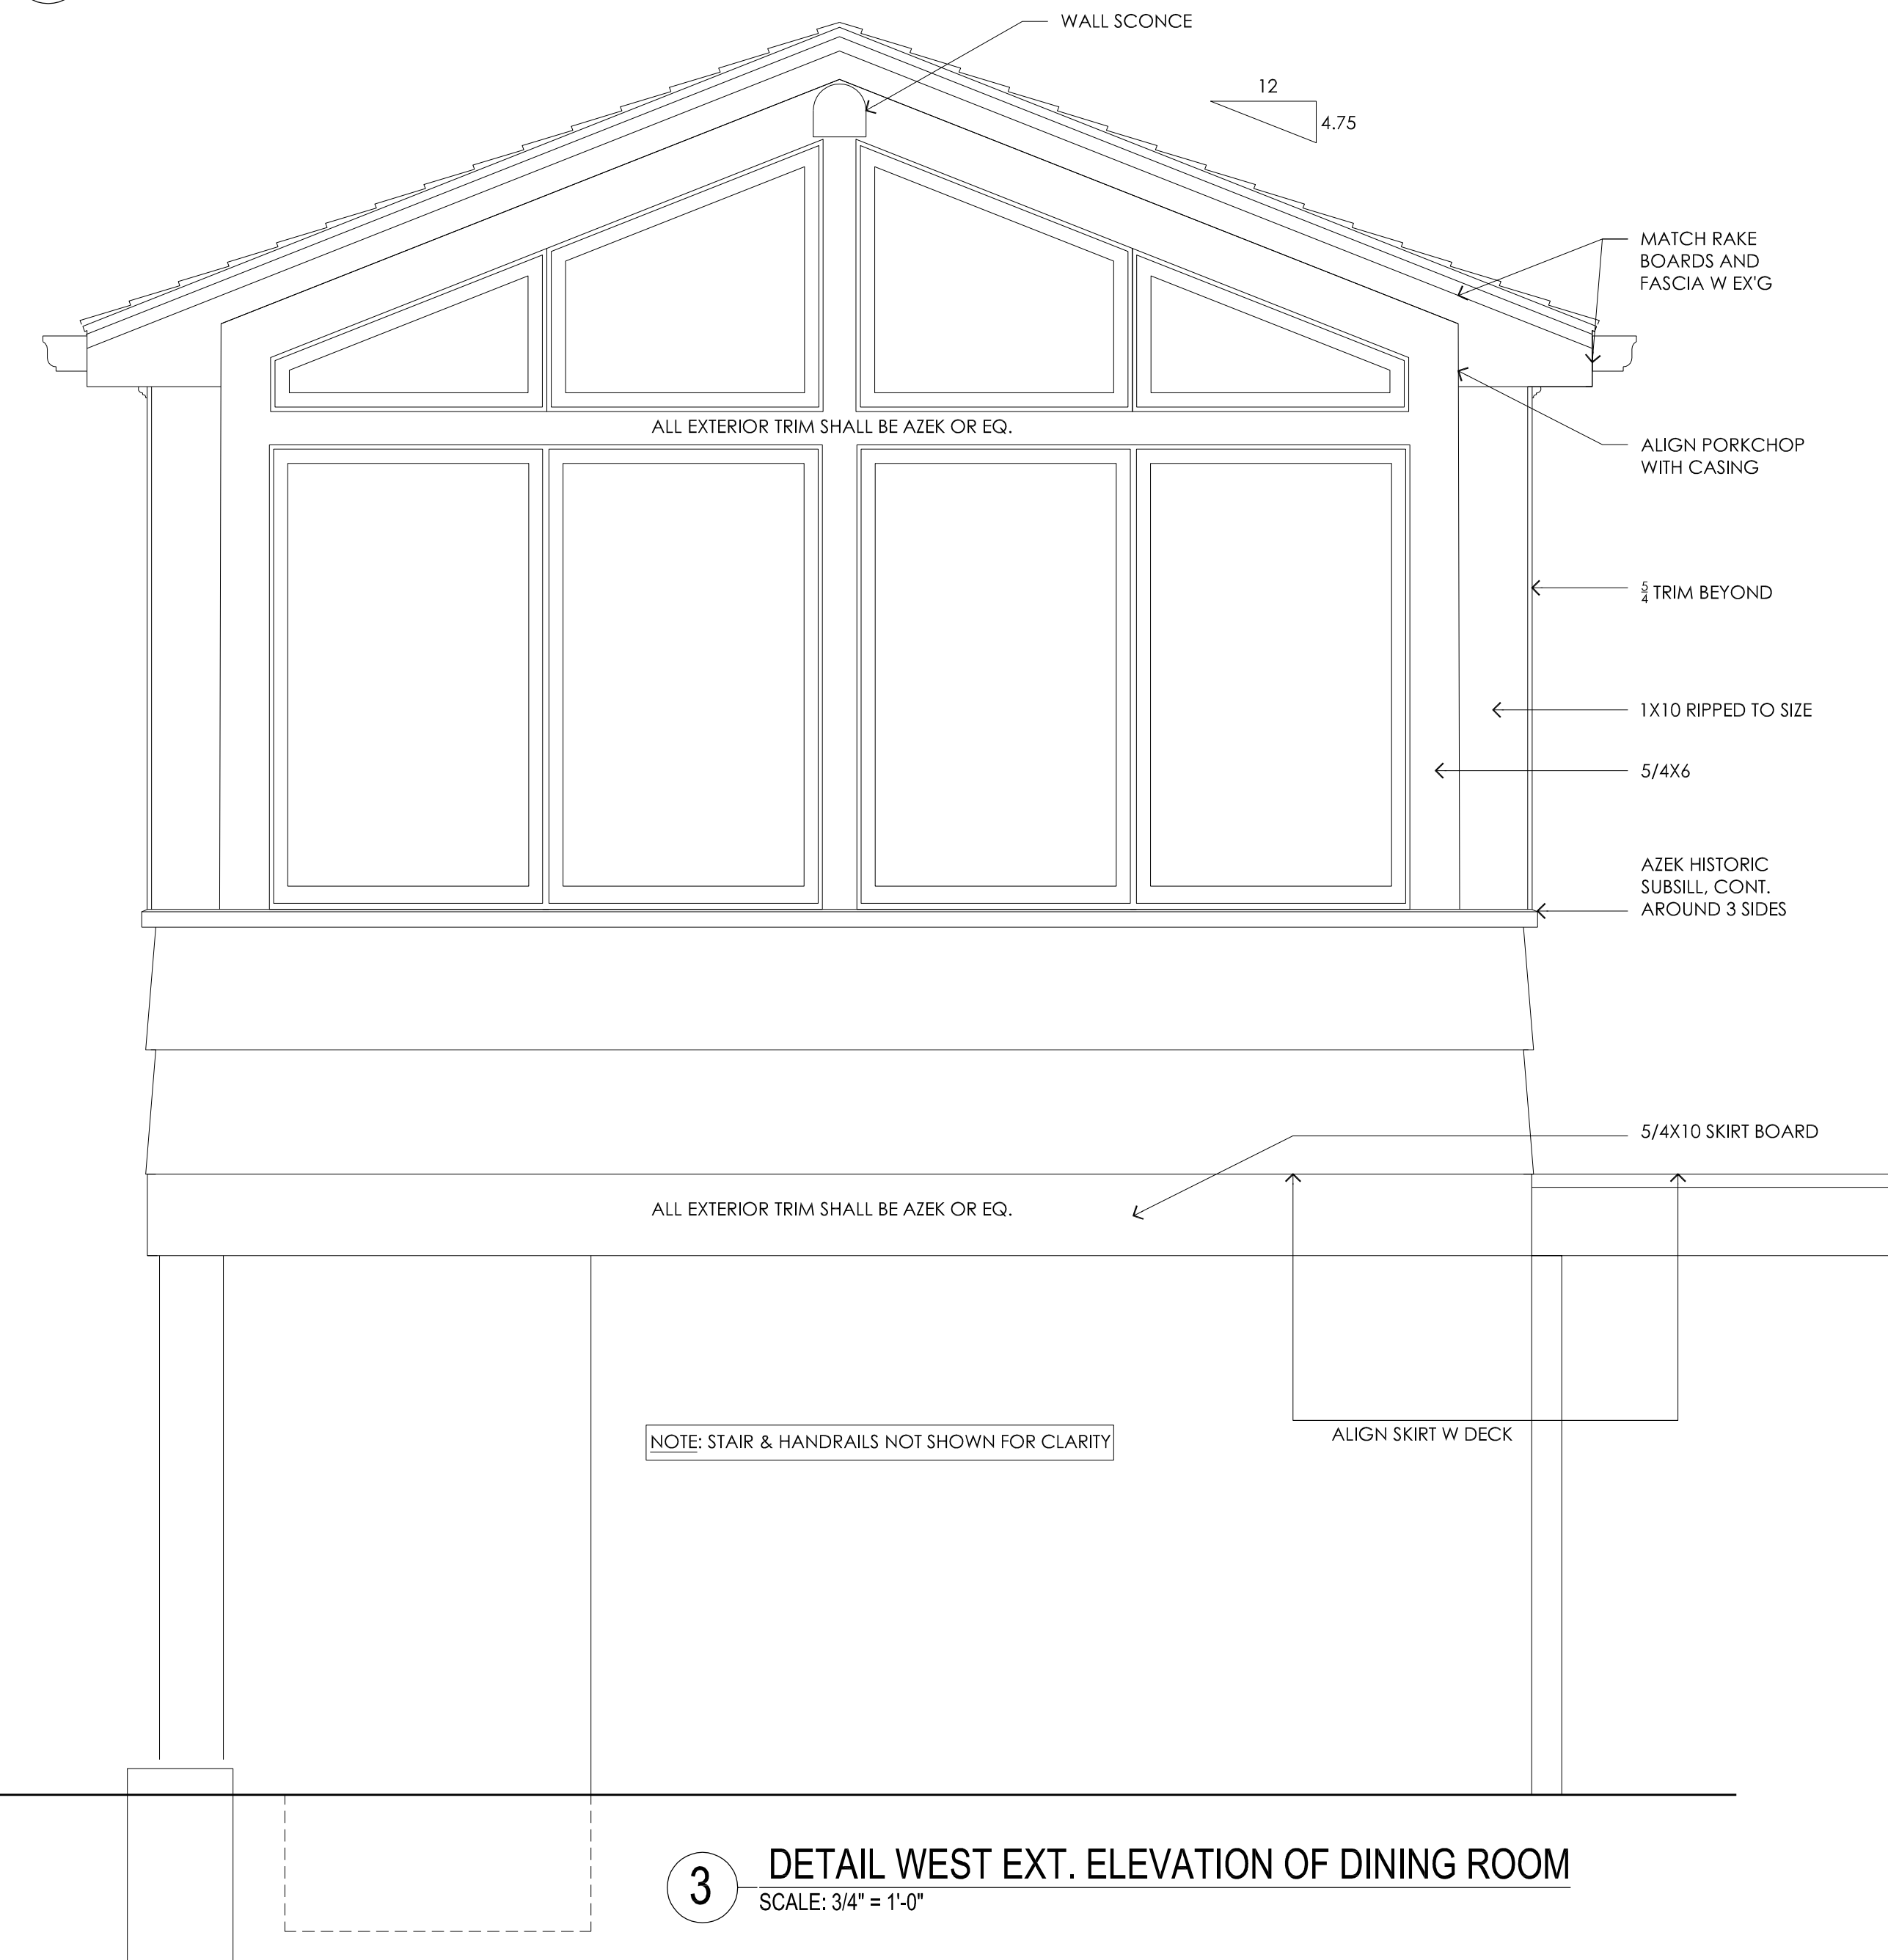 WALL SCONCE
12
4.75
MATCH RAKE
BOARDS AND
FASCIA W EX'G
ALL EXTERIOR TRIM SHALL BE AZEK OR EQ.
ALIGN PORKCHOP
WITH CASING
5/4 TRIM BEYOND
1X10 RIPPED TO SIZE
5/4X6
AZEK HISTORIC
SUBSILL, CONT.
AROUND 3 SIDES
5/4X10 SKIRT BOARD
ALL EXTERIOR TRIM SHALL BE AZEK OR EQ.
ALIGN SKIRT W DECK
NOTE: STAIR & HANDRAILS NOT SHOWN FOR CLARITY
3
DETAIL WEST EXT. ELEVATION OF DINING ROOM
SCALE: 3/4" = 1'-0"